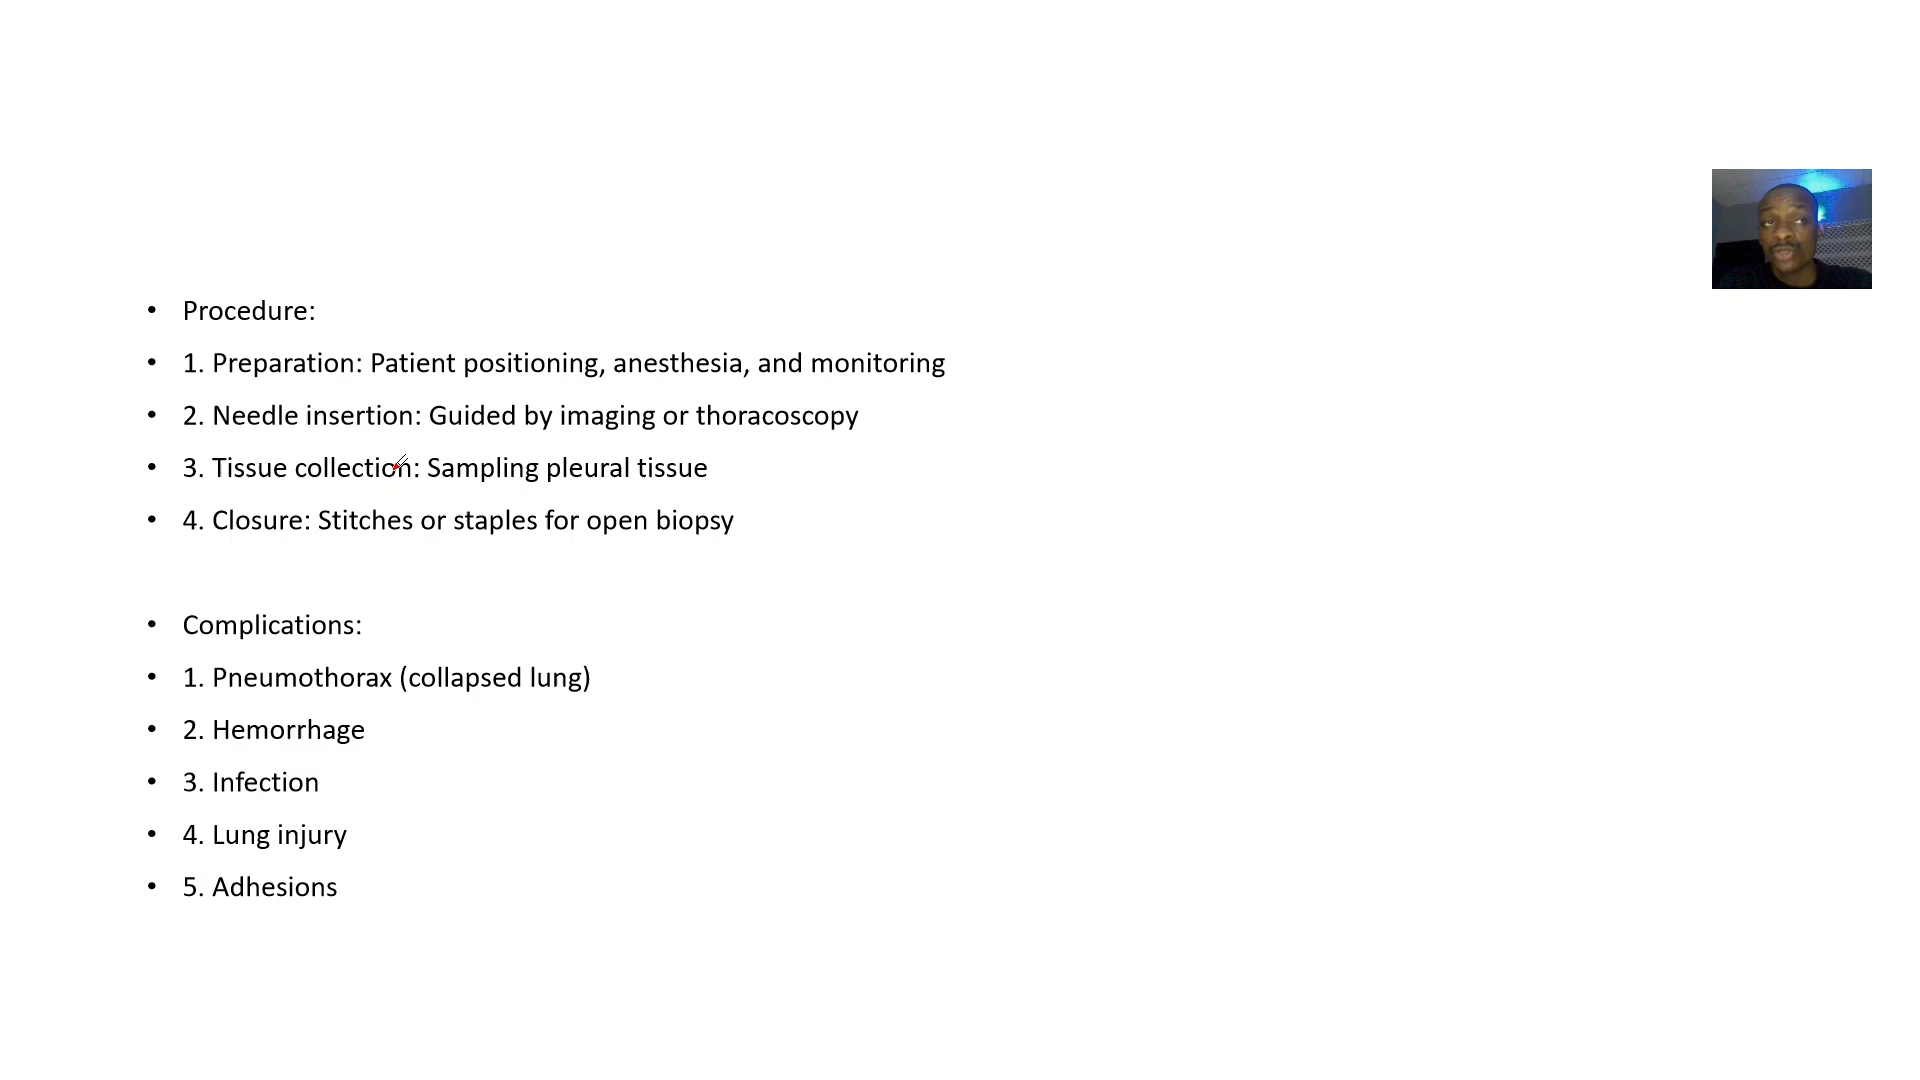 • Procedure:
• 1. Preparation: Patient positioning, anesthesia, and monitoring
• 2. Needle insertion: Guided by imaging or thoracoscopy
• 3. Tissue collection: Sampling pleural tissue
• 4. Closure: Stitches or staples for open biopsy
• Complications:
• 1. Pneumothorax (collapsed lung)
• 2. Hemorrhage
• 3. Infection
• 4. Lung injury
• 5. Adhesions